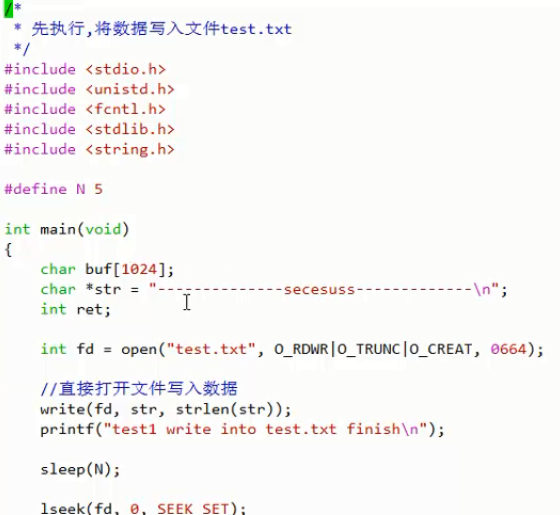 /*
 * 先执行,将数据写入文件test.txt
 */
#include <stdio.h>
#include <unistd.h>
#include <fcntl.h>
#include <stdlib.h>
#include <string.h>
#define N 5
int main(void)
{
    char buf[1024];
    char *str = "--------------secesuss-------------\n";
    int ret;
    int fd = open("test.txt", O_RDWR|O_TRUNC|O_CREAT, 0664);
    //直接打开文件写入数据
    write(fd, str, strlen(str));
    printf("test1 write into test.txt finish\n");
    sleep(N);
    lseek(fd, 0, SEEK_SET);